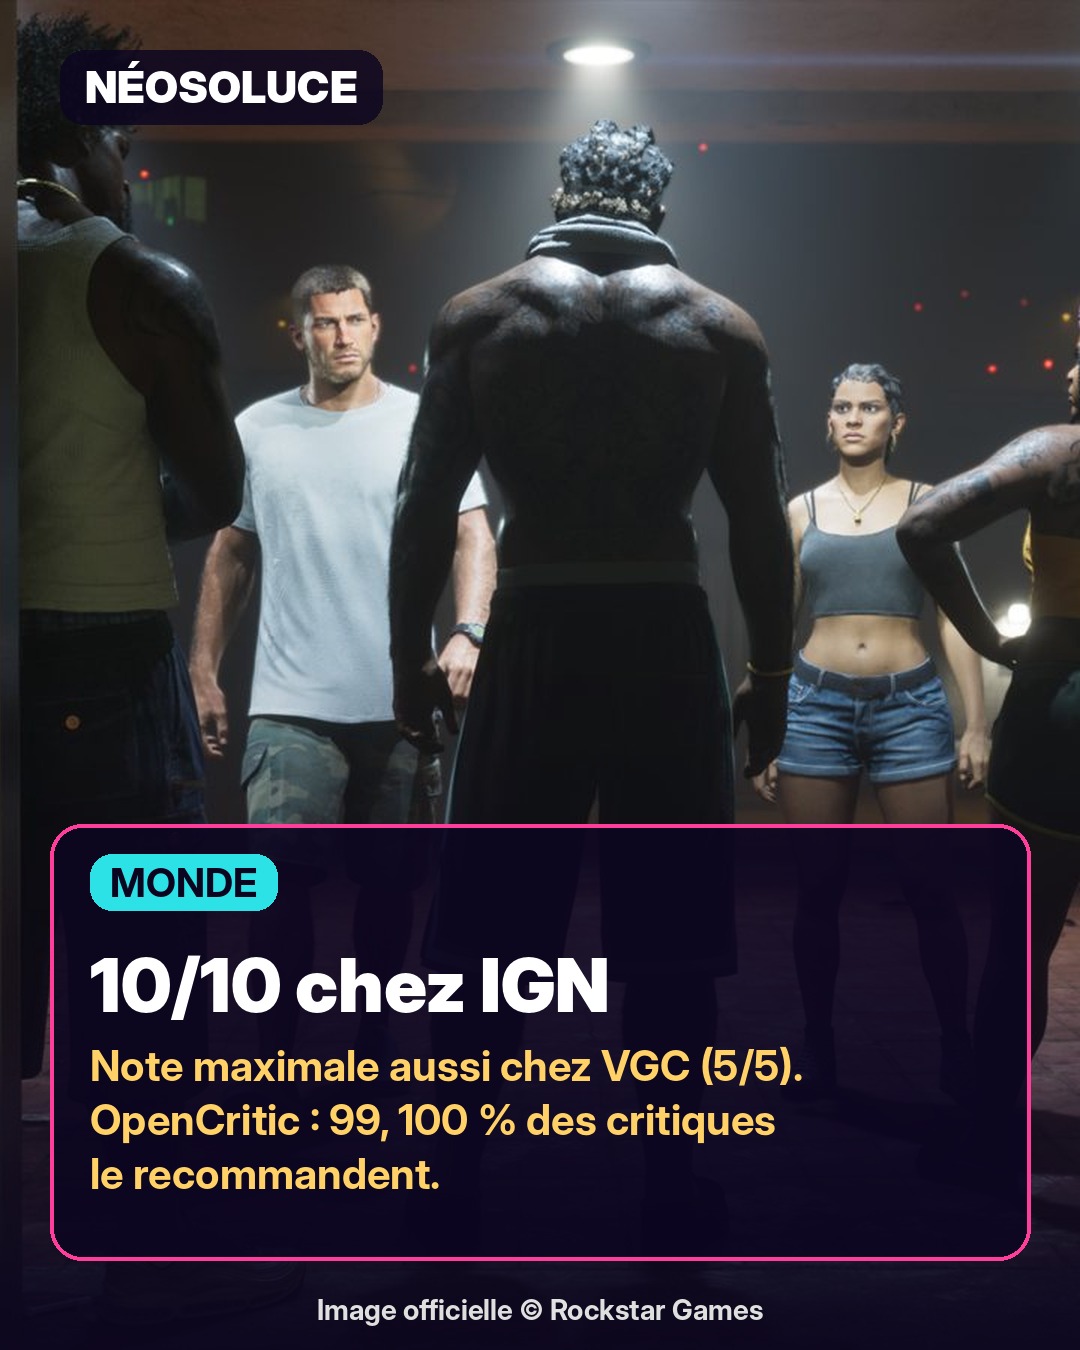 NÉOSOLUCE
MONDE
10/10 chez IGN
Note maximale aussi chez VGC (5/5).
OpenCritic : 99, 100 % des critiques
le recommandent.
Image officielle © Rockstar Games